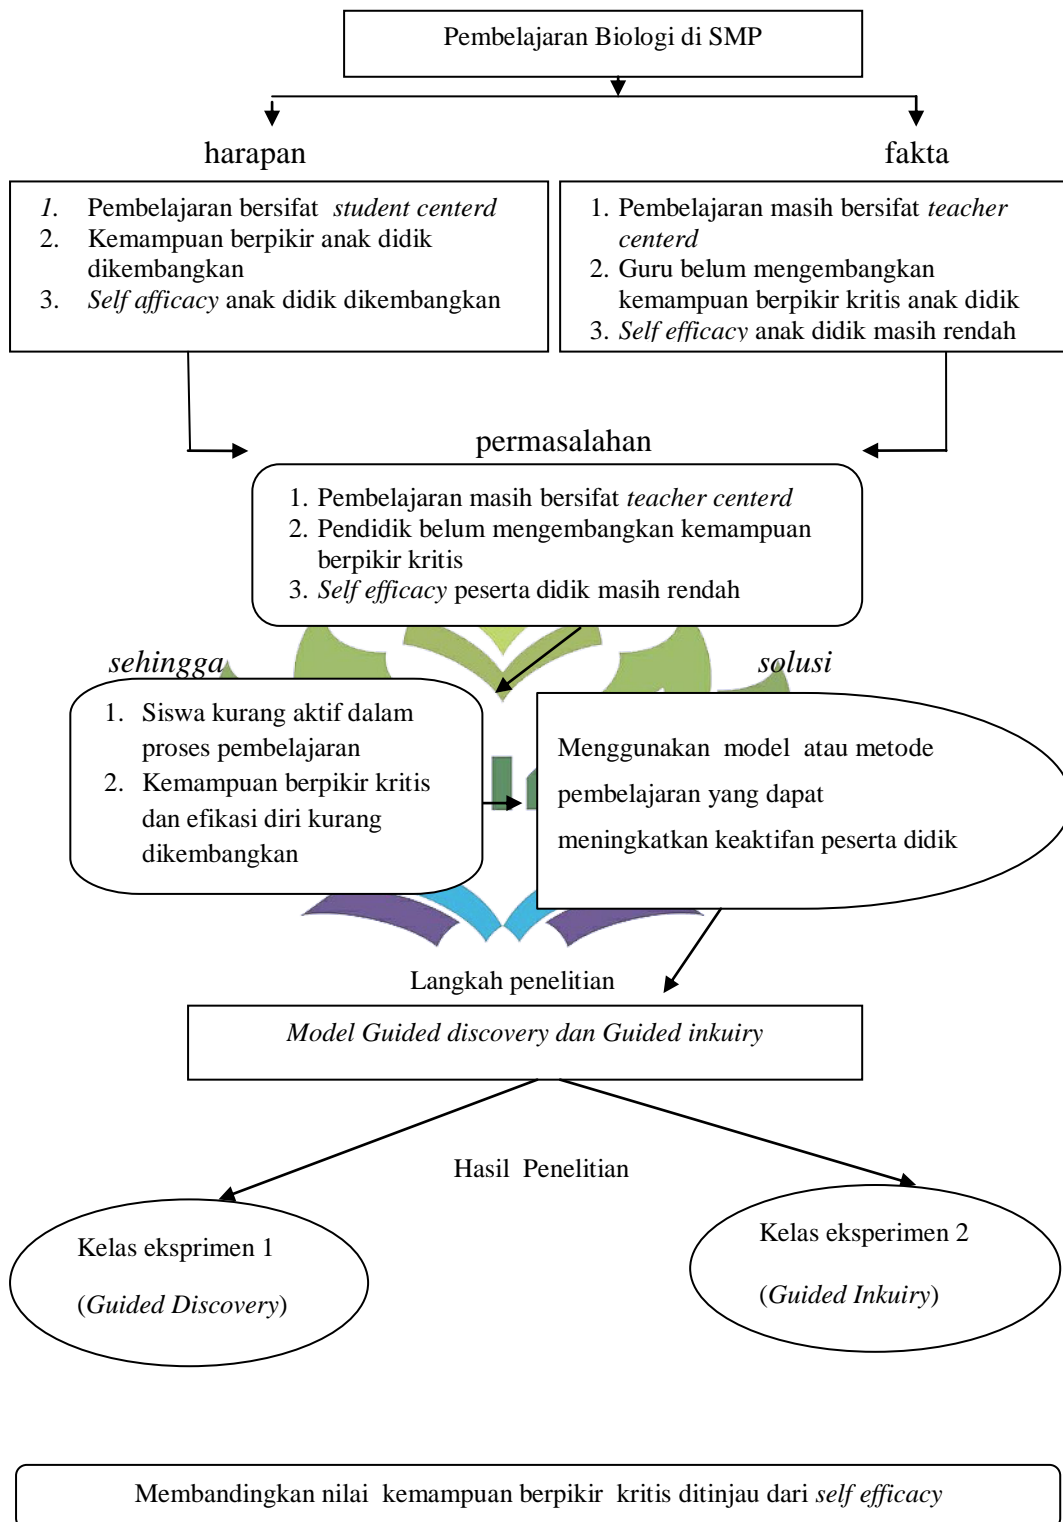 Pembelajaran Biologi di SMP
harapan
fakta
1. Pembelajaran bersifat student centerd
2. Kemampuan berpikir anak didik
dikembangkan
3. Self afficacy anak didik dikembangkan
1. Pembelajaran masih bersifat teacher
centerd
2. Guru belum mengembangkan
kemampuan berpikir kritis anak didik
3. Self efficacy anak didik masih rendah
permasalahan
1. Pembelajaran masih bersifat teacher centerd
2. Pendidik belum mengembangkan kemampuan
berpikir kritis
3. Self efficacy peserta didik masih rendah
sehingga
solusi
1. Siswa kurang aktif dalam
proses pembelajaran
2. Kemampuan berpikir kritis
dan efikasi diri kurang
dikembangkan
Menggunakan model atau metode
pembelajaran yang dapat
meningkatkan keaktifan peserta didik
Langkah penelitian
Model Guided discovery dan Guided inkuiry
Hasil Penelitian
Kelas eksprimen 1
(Guided Discovery)
Kelas eksperimen 2
(Guided Inkuiry)
Membandingkan nilai kemampuan berpikir kritis ditinjau dari self efficacy